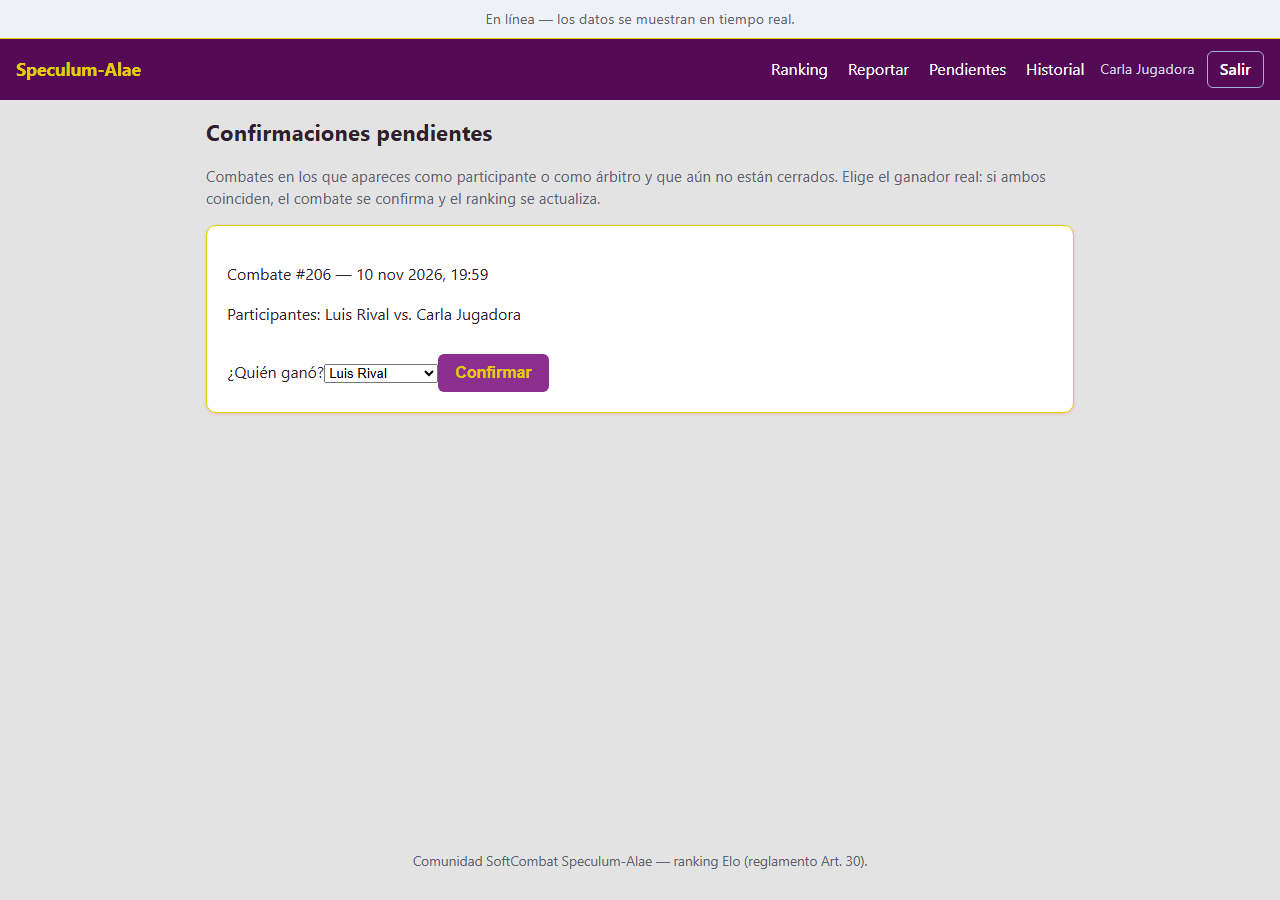 En línea — los datos se muestran en tiempo real.
Speculum-Alae
Ranking Reportar Pendientes Historial Carla Jugadora Salir
Confirmaciones pendientes
Combates en los que apareces como participante o como árbitro y que aún no están cerrados. Elige el ganador real: si ambos
coinciden, el combate se confirma y el ranking se actualiza.
Combate #206 — 10 nov 2026, 19:59
Participantes: Luis Rival vs. Carla Jugadora
¿Quién ganó? Luis Rival Confirmar
Comunidad SoftCombat Speculum-Alae — ranking Elo (reglamento Art. 30).